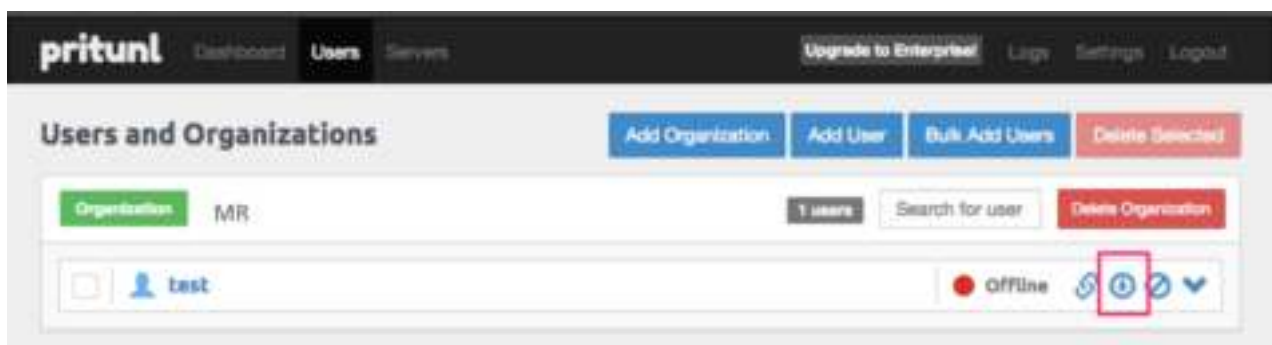 pritunl Dashboard Users Servers Upgrade to Enterprise! Logs Settings Logout
Users and Organizations Add Organization Add User Bulk Add Users Delete Selected
Organization MR 1 users Search for user Delete Organization
test Offline